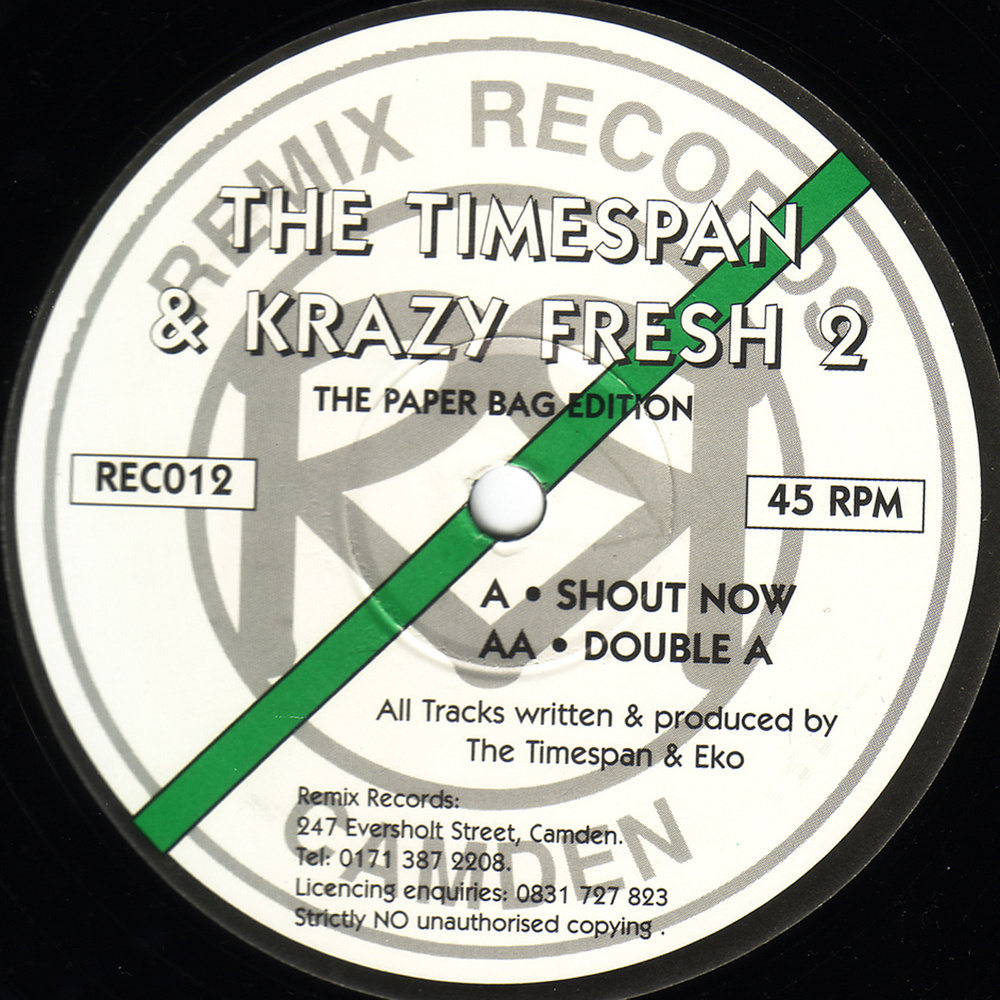 REMIX RECORDS
THE TIMESPAN
& KRAZY FRESH 2
THE PAPER BAG EDITION
REC012
45 RPM
A • SHOUT NOW
AA • DOUBLE A
All Tracks written & produced by
The Timespan & Eko
Remix Records:
247 Eversholt Street, Camden.
Tel: 0171 387 2208.
Licencing enquiries: 0831 727 823
Strictly NO unauthorised copying .
CAMDEN